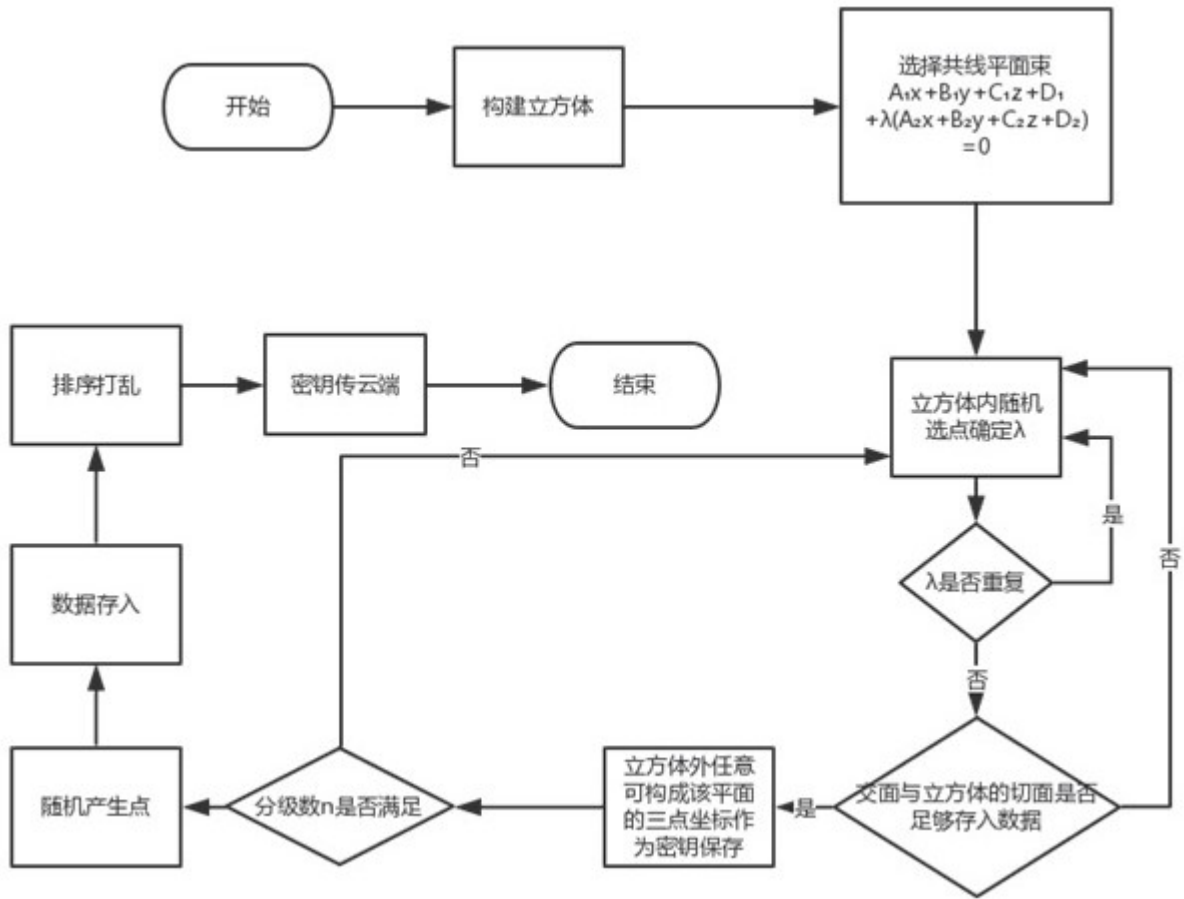 开始
构建立方体
选择共线平面束
A₁x+B₁y+C₁z+D₁
+λ(A₂x+B₂y+C₂z+D₂)
=0
排序打乱
密钥传云端
结束
立方体内随机
选点确定λ
否
是
否
数据存入
λ是否重复
否
随机产生点
分级数n是否满足
立方体外任意
可构成该平面
的三点坐标作
为密钥保存
是
交面与立方体的切面是否
足够存入数据